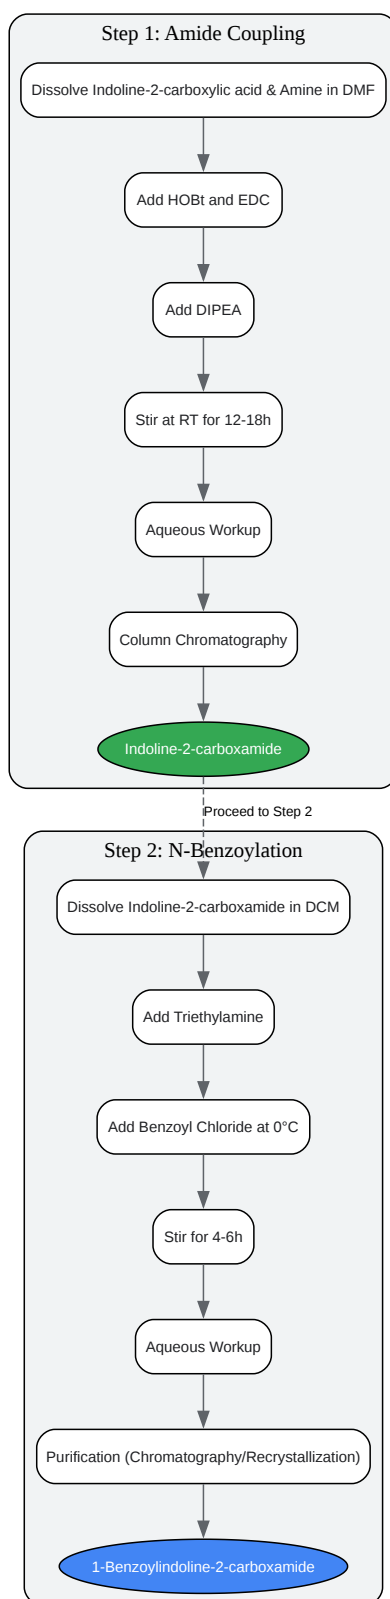 Step 1: Amide Coupling
Dissolve Indoline-2-carboxylic acid & Amine in DMF
Add HOBt and EDC
Add DIPEA
Stir at RT for 12-18h
Aqueous Workup
Column Chromatography
Indoline-2-carboxamide
Proceed to Step 2
Step 2: N-Benzoylation
Dissolve Indoline-2-carboxamide in DCM
Add Triethylamine
Add Benzoyl Chloride at 0°C
Stir for 4-6h
Aqueous Workup
Purification (Chromatography/Recrystallization)
1-Benzoylindoline-2-carboxamide